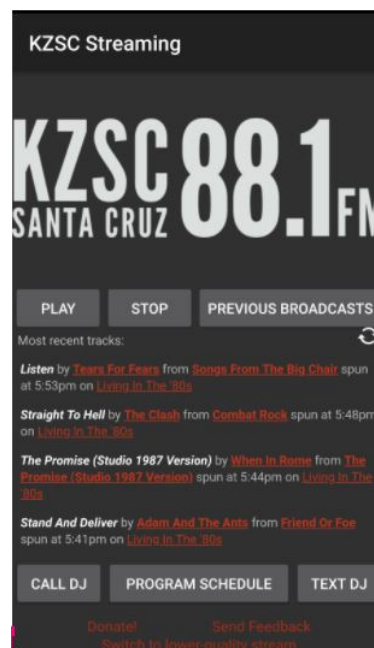 KZSC Streaming
KZSC 88.1 FM
SANTA CRUZ
PLAY STOP PREVIOUS BROADCASTS
Most recent tracks:
Listen by Tears For Fears from Songs From The Big Chair spun
at 5:53pm on Living In The '80s
Straight To Hell by The Clash from Combat Rock spun at 5:48pm
on Living In The '80s
The Promise (Studio 1987 Version) by When In Rome from The
Promise (Studio 1987 Version) spun at 5:44pm on Living In The
'80s
Stand And Deliver by Adam And The Ants from Friend Or Foe
spun at 5:41pm on Living In The '80s
CALL DJ PROGRAM SCHEDULE TEXT DJ
Donate! Send Feedback
Switch to lower-quality stream